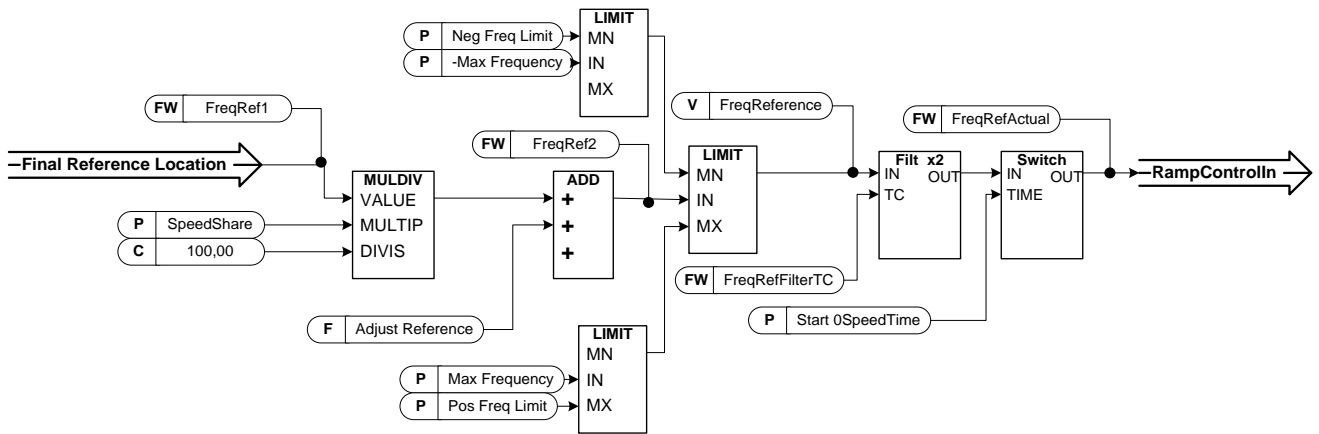 LIMIT
P Neg Freq Limit MN
P -Max Frequency IN
MX
FW FreqRef1
V FreqReference
FW FreqRefActual
FW FreqRef2
Final Reference Location
LIMIT
Filt x2
Switch
RampControlIn
MULDIV
ADD
MN
IN OUT
IN OUT
VALUE
+
IN
TC
TIME
P SpeedShare MULTIP
+
MX
C 100,00 DIVIS
+
FW FreqRefFilterTC
P Start 0SpeedTime
F Adjust Reference
LIMIT
MN
P Max Frequency IN
P Pos Freq Limit MX